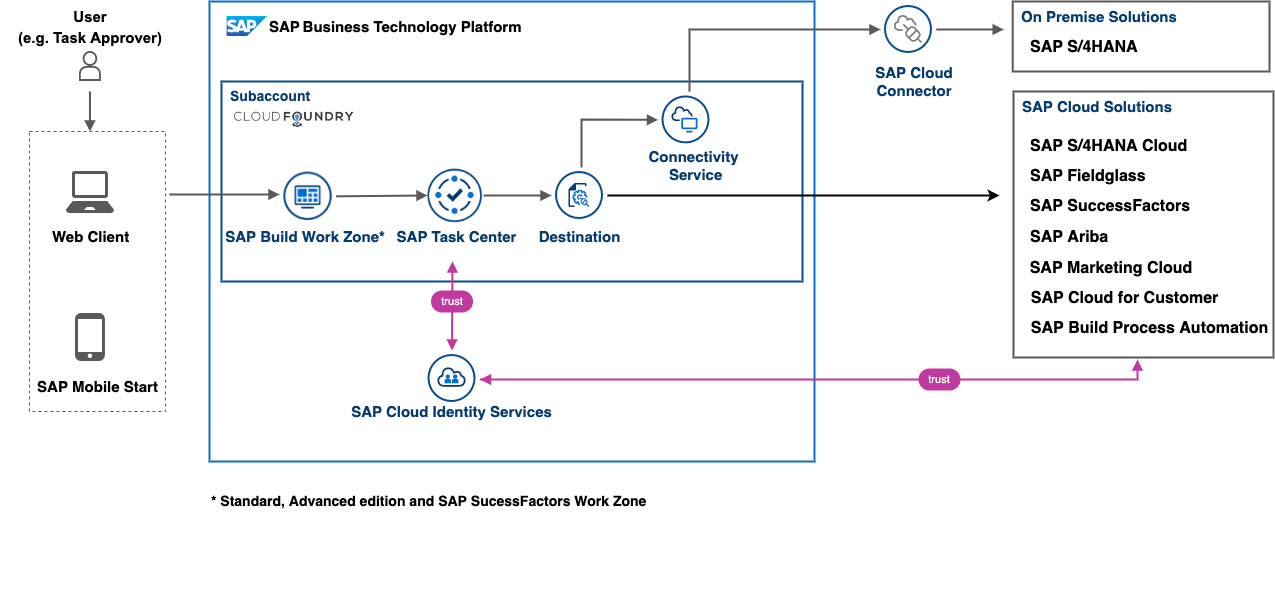 User
(e.g. Task Approver)
Web Client
SAP Mobile Start
SAP
SAP Business Technology Platform
Subaccount
CLOUD FOUNDRY
SAP Build Work Zone*
SAP Task Center
Destination
Connectivity
Service
trust
SAP Cloud Identity Services
trust
SAP Cloud
Connector
On Premise Solutions
SAP S/4HANA
SAP Cloud Solutions
SAP S/4HANA Cloud
SAP Fieldglass
SAP SuccessFactors
SAP Ariba
SAP Marketing Cloud
SAP Cloud for Customer
SAP Build Process Automation
* Standard, Advanced edition and SAP SucessFactors Work Zone